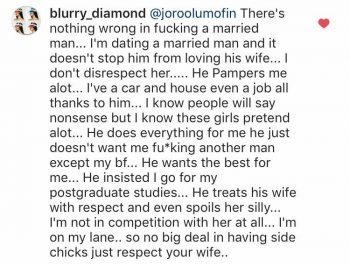 blurry_diamond @joroolumofin There's
nothing wrong in fucking a married
man... I'm dating a married man and it
doesn't stop him from loving his wife... I
don't disrespect her..... He Pampers me
alot... I've a car and house even a job all
thanks to him... I know people will say
nonsense but I know these girls pretend
alot... He does everything for me he just
doesn't want me fu*king another man
except my bf... He wants the best for
me... He insisted I go for my
postgraduate studies... He treats his wife
with respect and even spoils her silly...
I'm not in competition with her at all... I'm
on my lane.. so no big deal in having side
chicks just respect your wife..